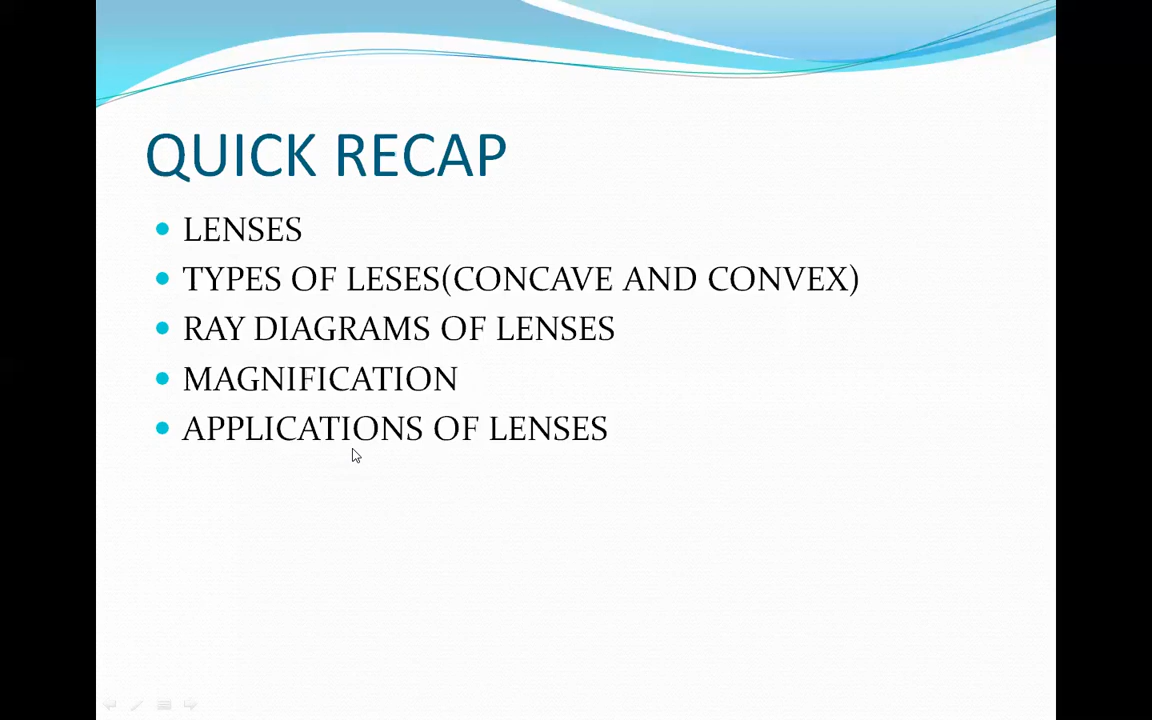 QUICK RECAP
LENSES
TYPES OF LESES(CONCAVE AND CONVEX)
RAY DIAGRAMS OF LENSES
MAGNIFICATION
APPLICATIONS OF LENSES